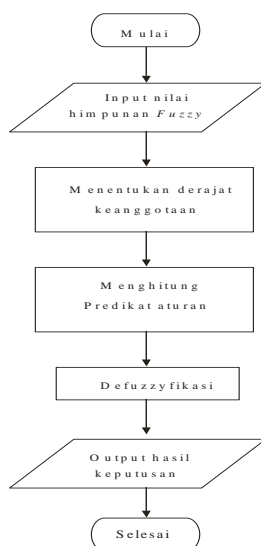 Mulai
Input nilai
himpunan Fuzzy
Menentukan derajat
keanggotaan
Menghitung
Predikat aturan
Defuzzyfikasi
Output hasil
keputusan
Selesai